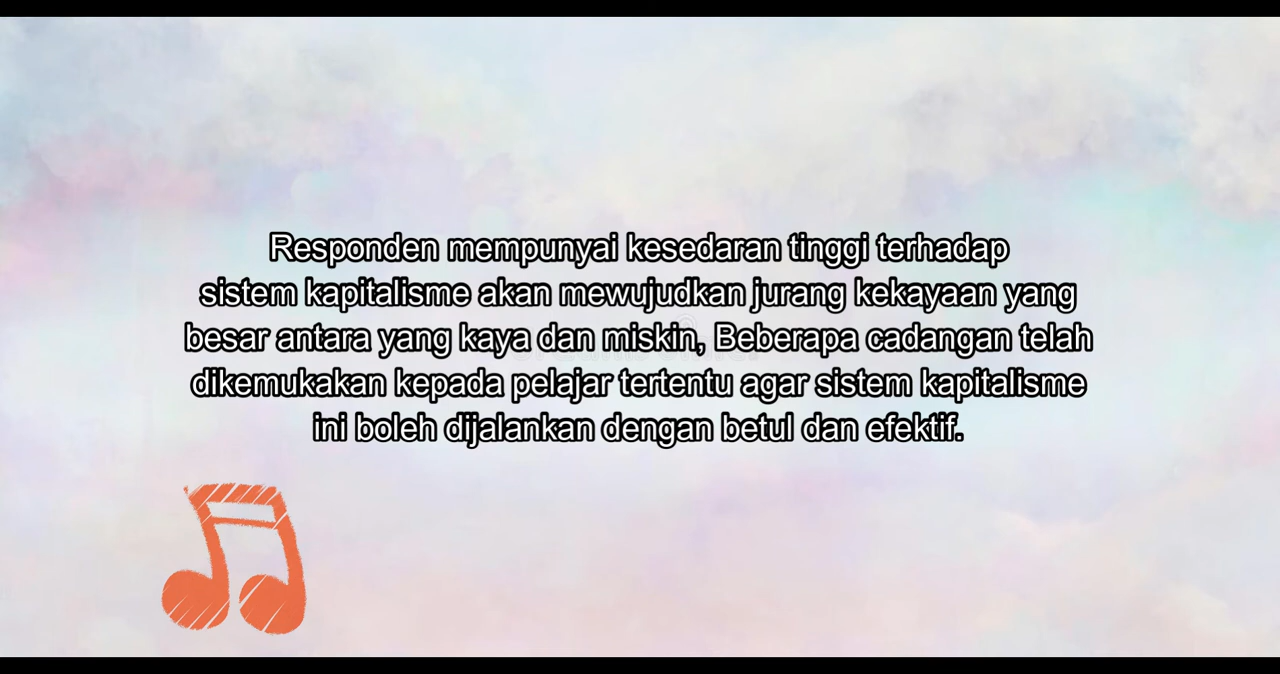 Responden mempunyai kesedaran tinggi terhadap
sistem kapitalisme akan mewujudkan jurang kekayaan yang
besar antara yang kaya dan miskin, Beberapa cadangan telah
dikemukakan kepada pelajar tertentu agar sistem kapitalisme
ini boleh dijalankan dengan betul dan efektif.